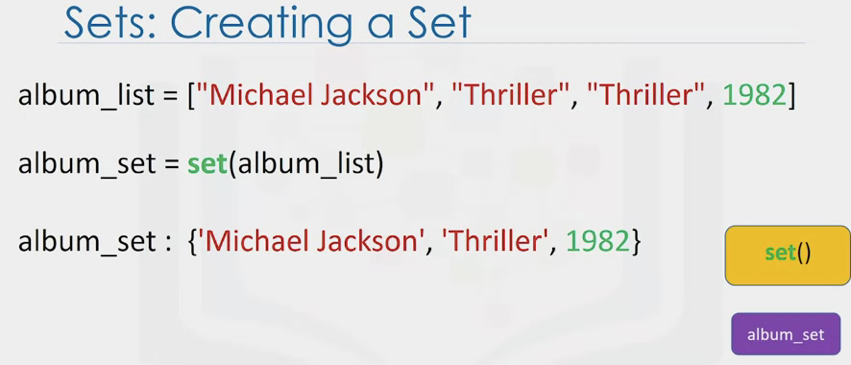 Sets: Creating a Set
album_list = ["Michael Jackson", "Thriller", "Thriller", 1982]
album_set = set(album_list)
album_set : {'Michael Jackson', 'Thriller', 1982}
set()
album_set